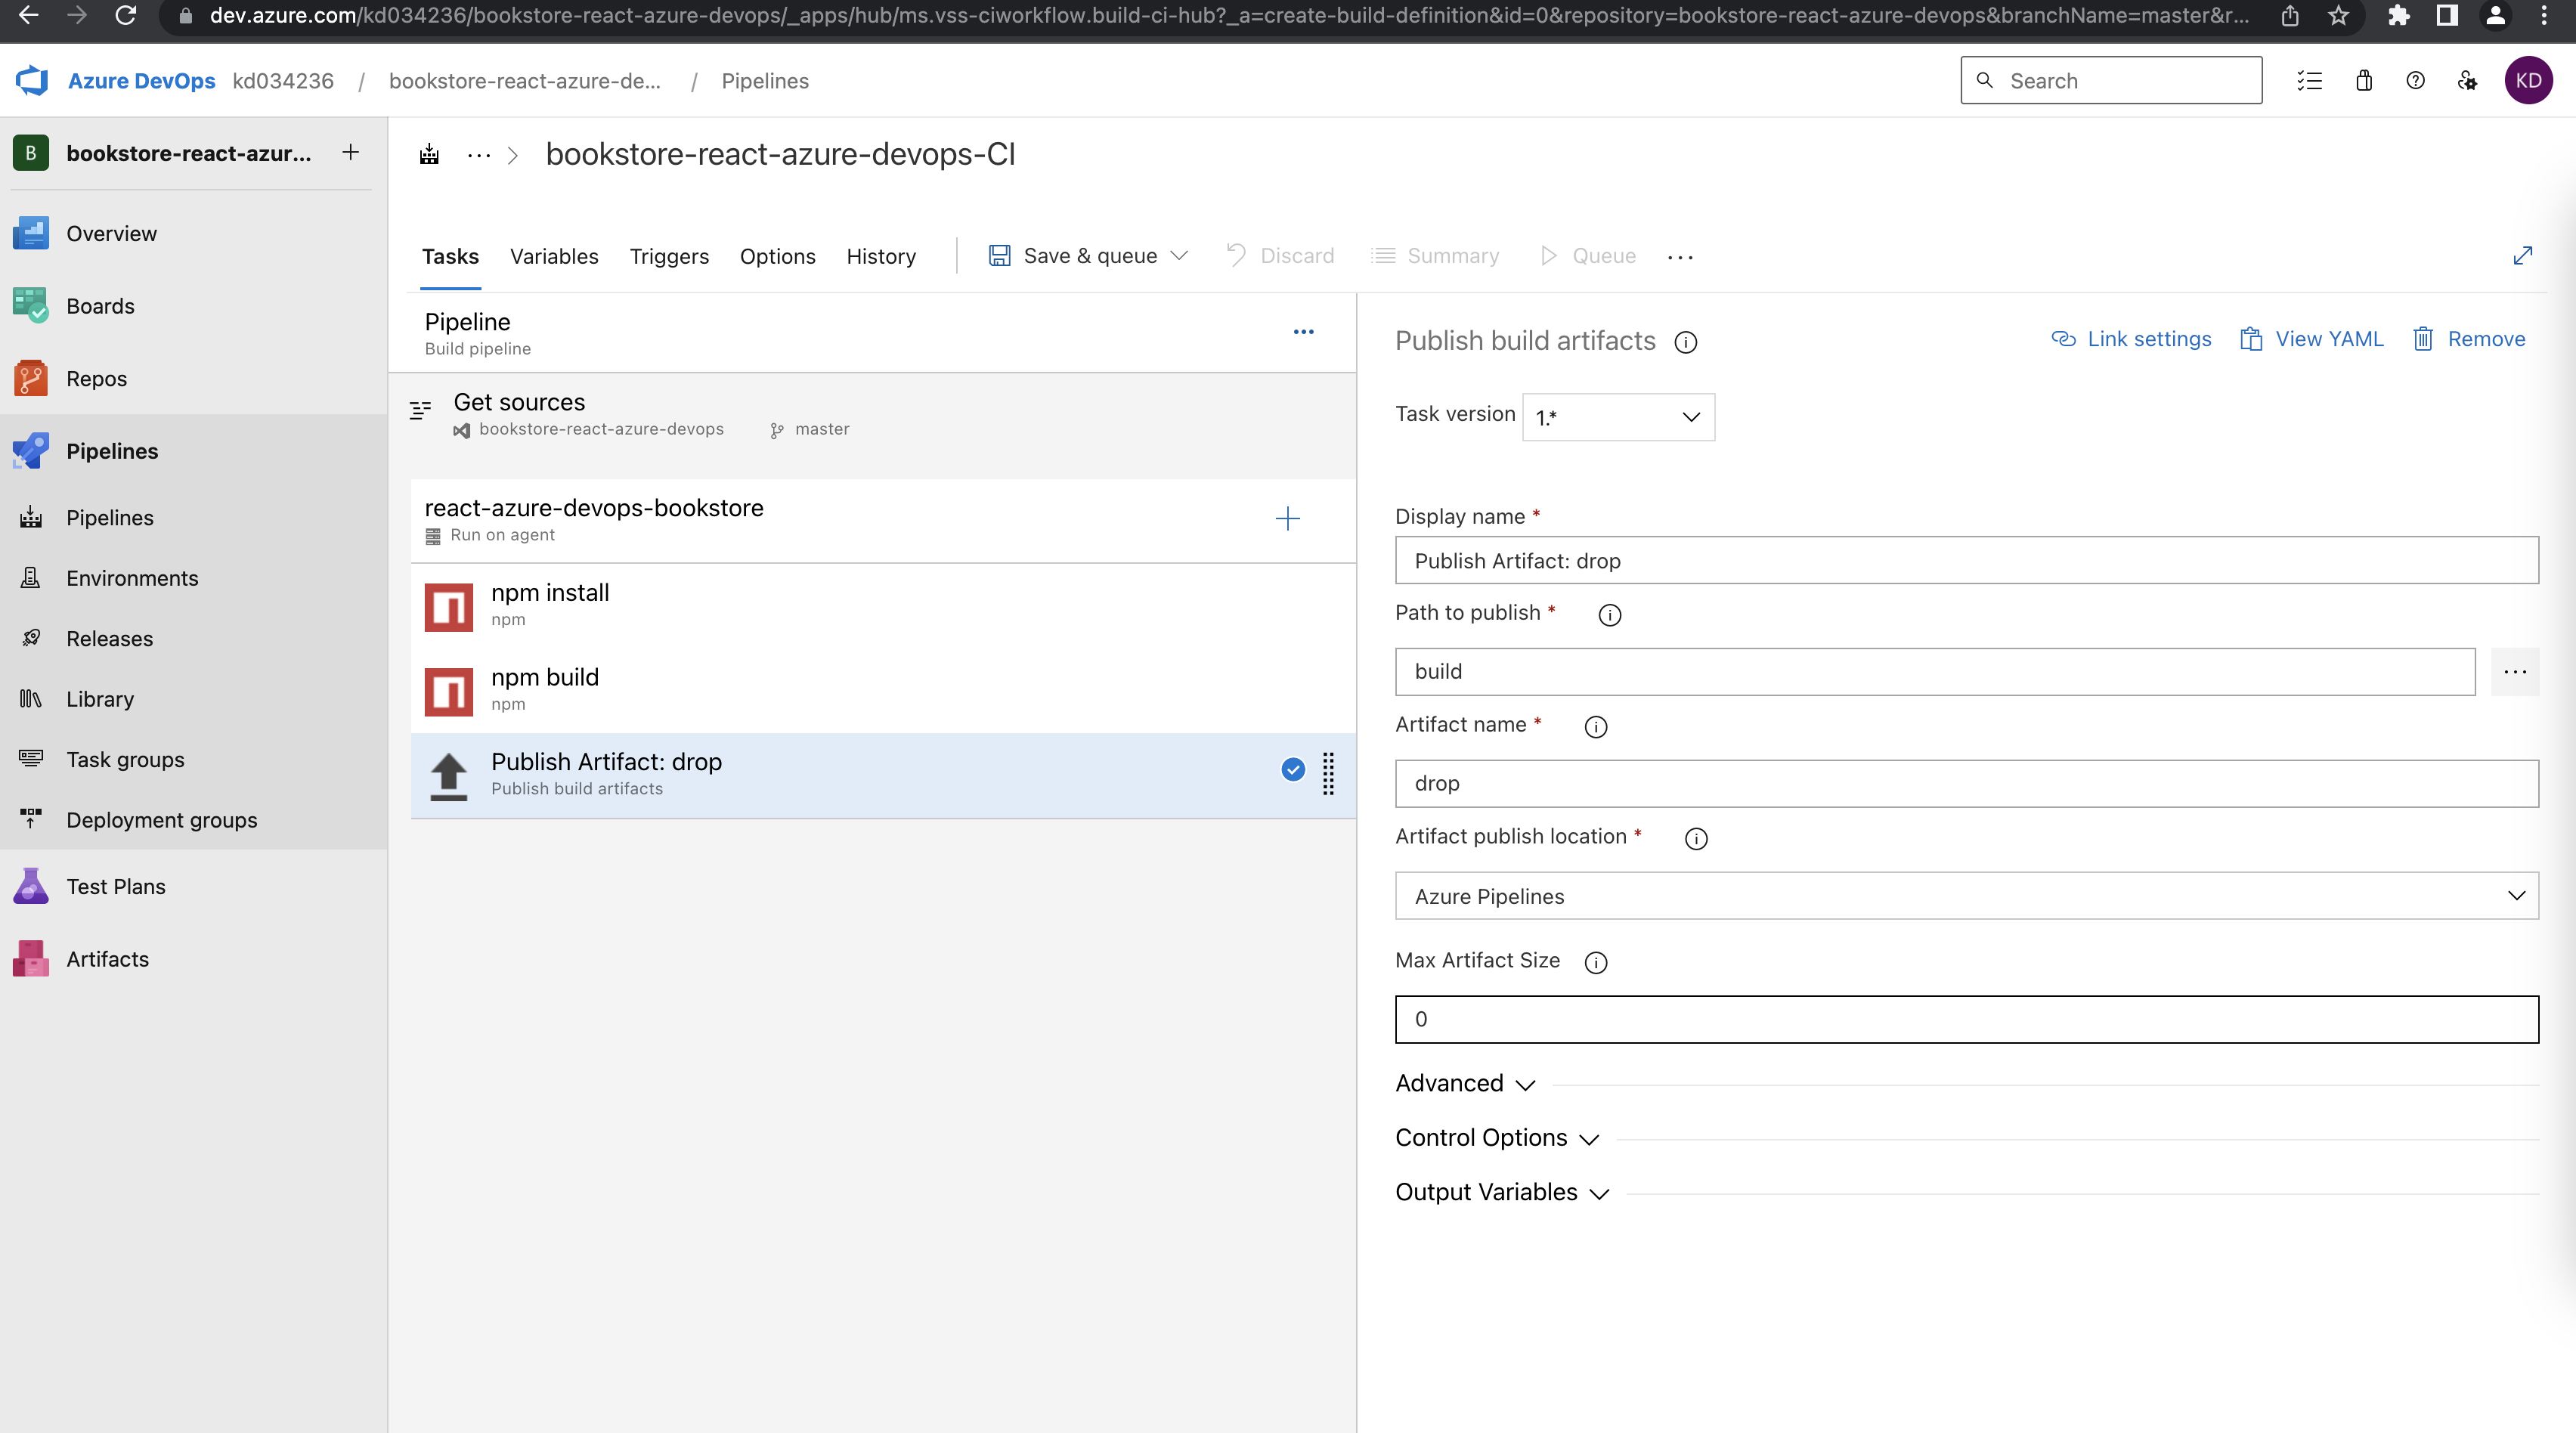 dev.azure.com/kd034236/bookstore-react-azure-devops/_apps/hub/ms.vss-ciworkflow.build-ci-hub?_a=create-build-definition&id=0&repository=bookstore-react-azure-devops&branchName=master&r...
Azure DevOps kd034236 / bookstore-react-azure-de... / Pipelines
Search
KD
B bookstore-react-azur...
Overview
Boards
Repos
Pipelines
Pipelines
Environments
Releases
Library
Task groups
Deployment groups
Test Plans
Artifacts
... > bookstore-react-azure-devops-CI
Tasks Variables Triggers Options History Save & queue Discard Summary Queue ...
Pipeline
Build pipeline
Get sources
bookstore-react-azure-devops master
react-azure-devops-bookstore
Run on agent
npm install
npm
npm build
npm
Publish Artifact: drop
Publish build artifacts
Publish build artifacts
Link settings View YAML Remove
Task version 1.*
Display name *
Publish Artifact: drop
Path to publish *
build
...
Artifact name *
drop
Artifact publish location *
Azure Pipelines
Max Artifact Size
0
Advanced
Control Options
Output Variables